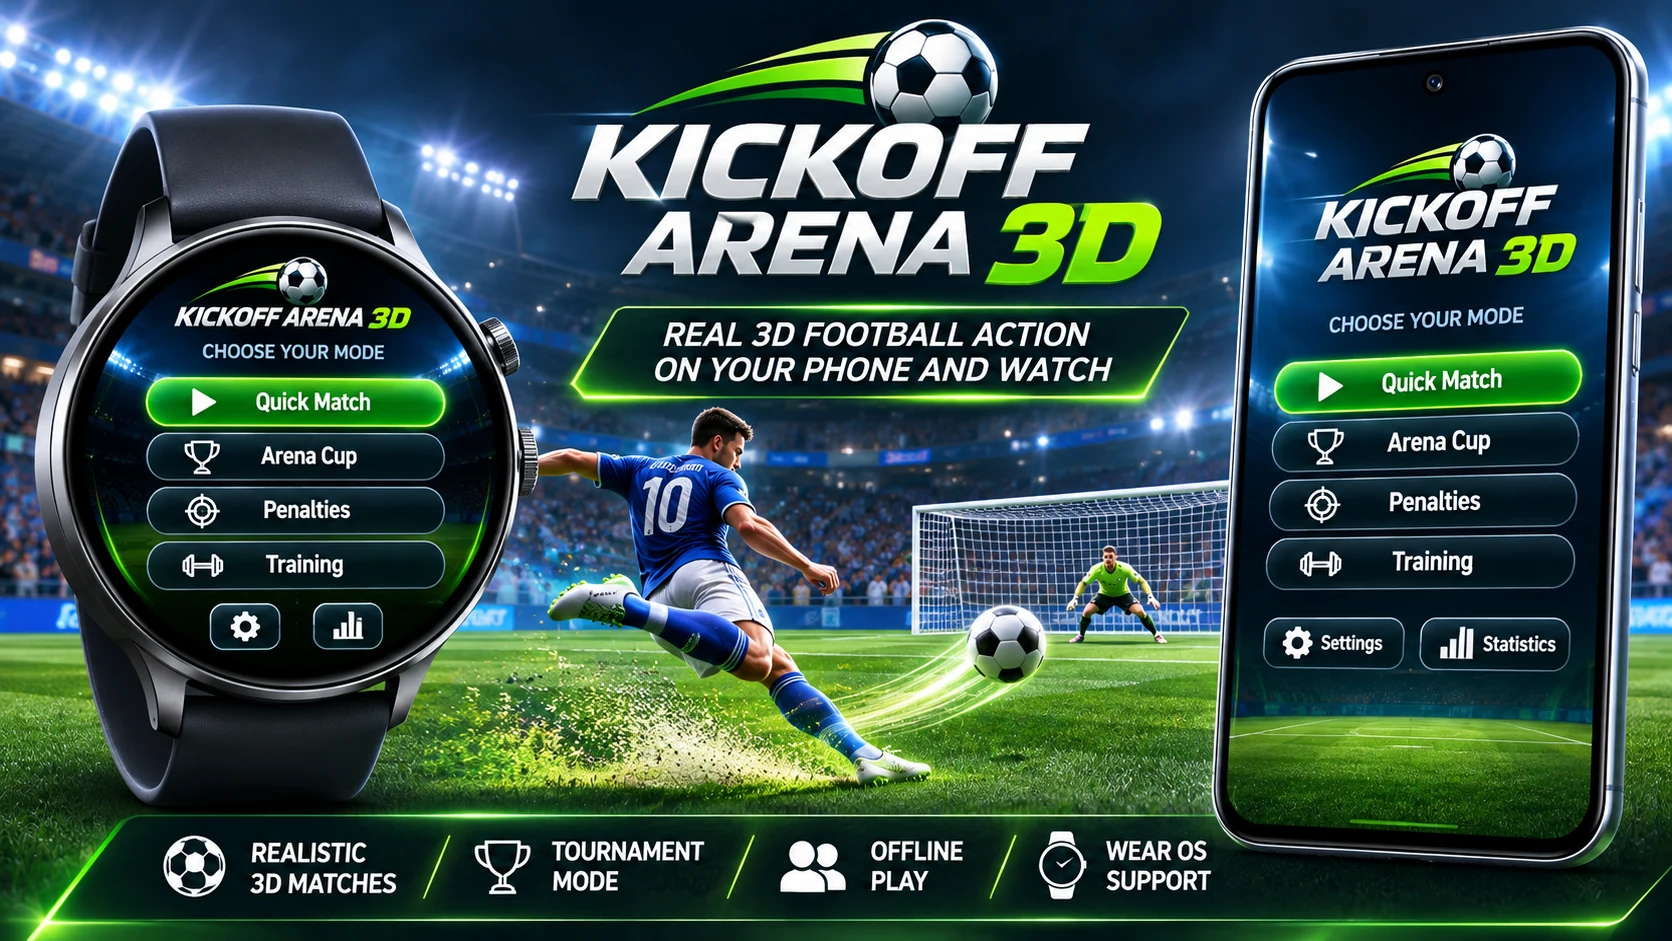 KICKOFF
ARENA 3D
REAL 3D FOOTBALL ACTION
ON YOUR PHONE AND WATCH
KICKOFF ARENA 3D
CHOOSE YOUR MODE
Quick Match
Arena Cup
Penalties
Training
10
KICKOFF
ARENA 3D
CHOOSE YOUR MODE
Quick Match
Arena Cup
Penalties
Training
Settings
Statistics
REALISTIC
3D MATCHES
TOURNAMENT
MODE
OFFLINE
PLAY
WEAR OS
SUPPORT